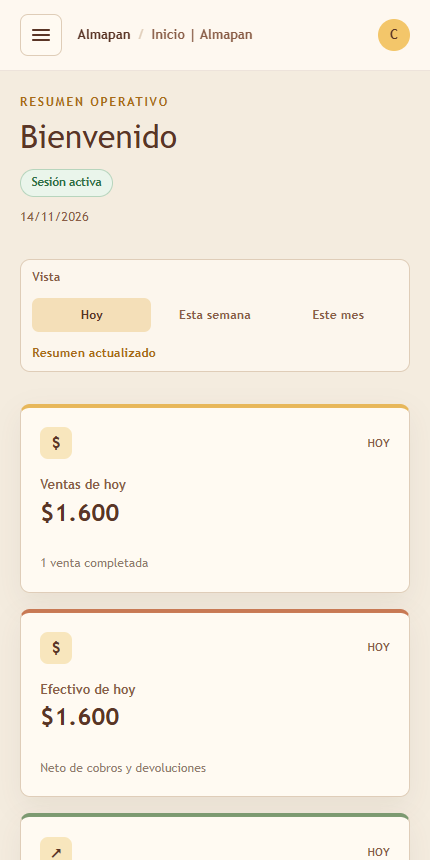 Almapan / Inicio | Almapan
C
RESUMEN OPERATIVO
Bienvenido
Sesión activa
14/11/2026
Vista
Hoy Esta semana Este mes
Resumen actualizado
$ HOY
Ventas de hoy
$1.600
1 venta completada
$ HOY
Efectivo de hoy
$1.600
Neto de cobros y devoluciones
↗ HOY